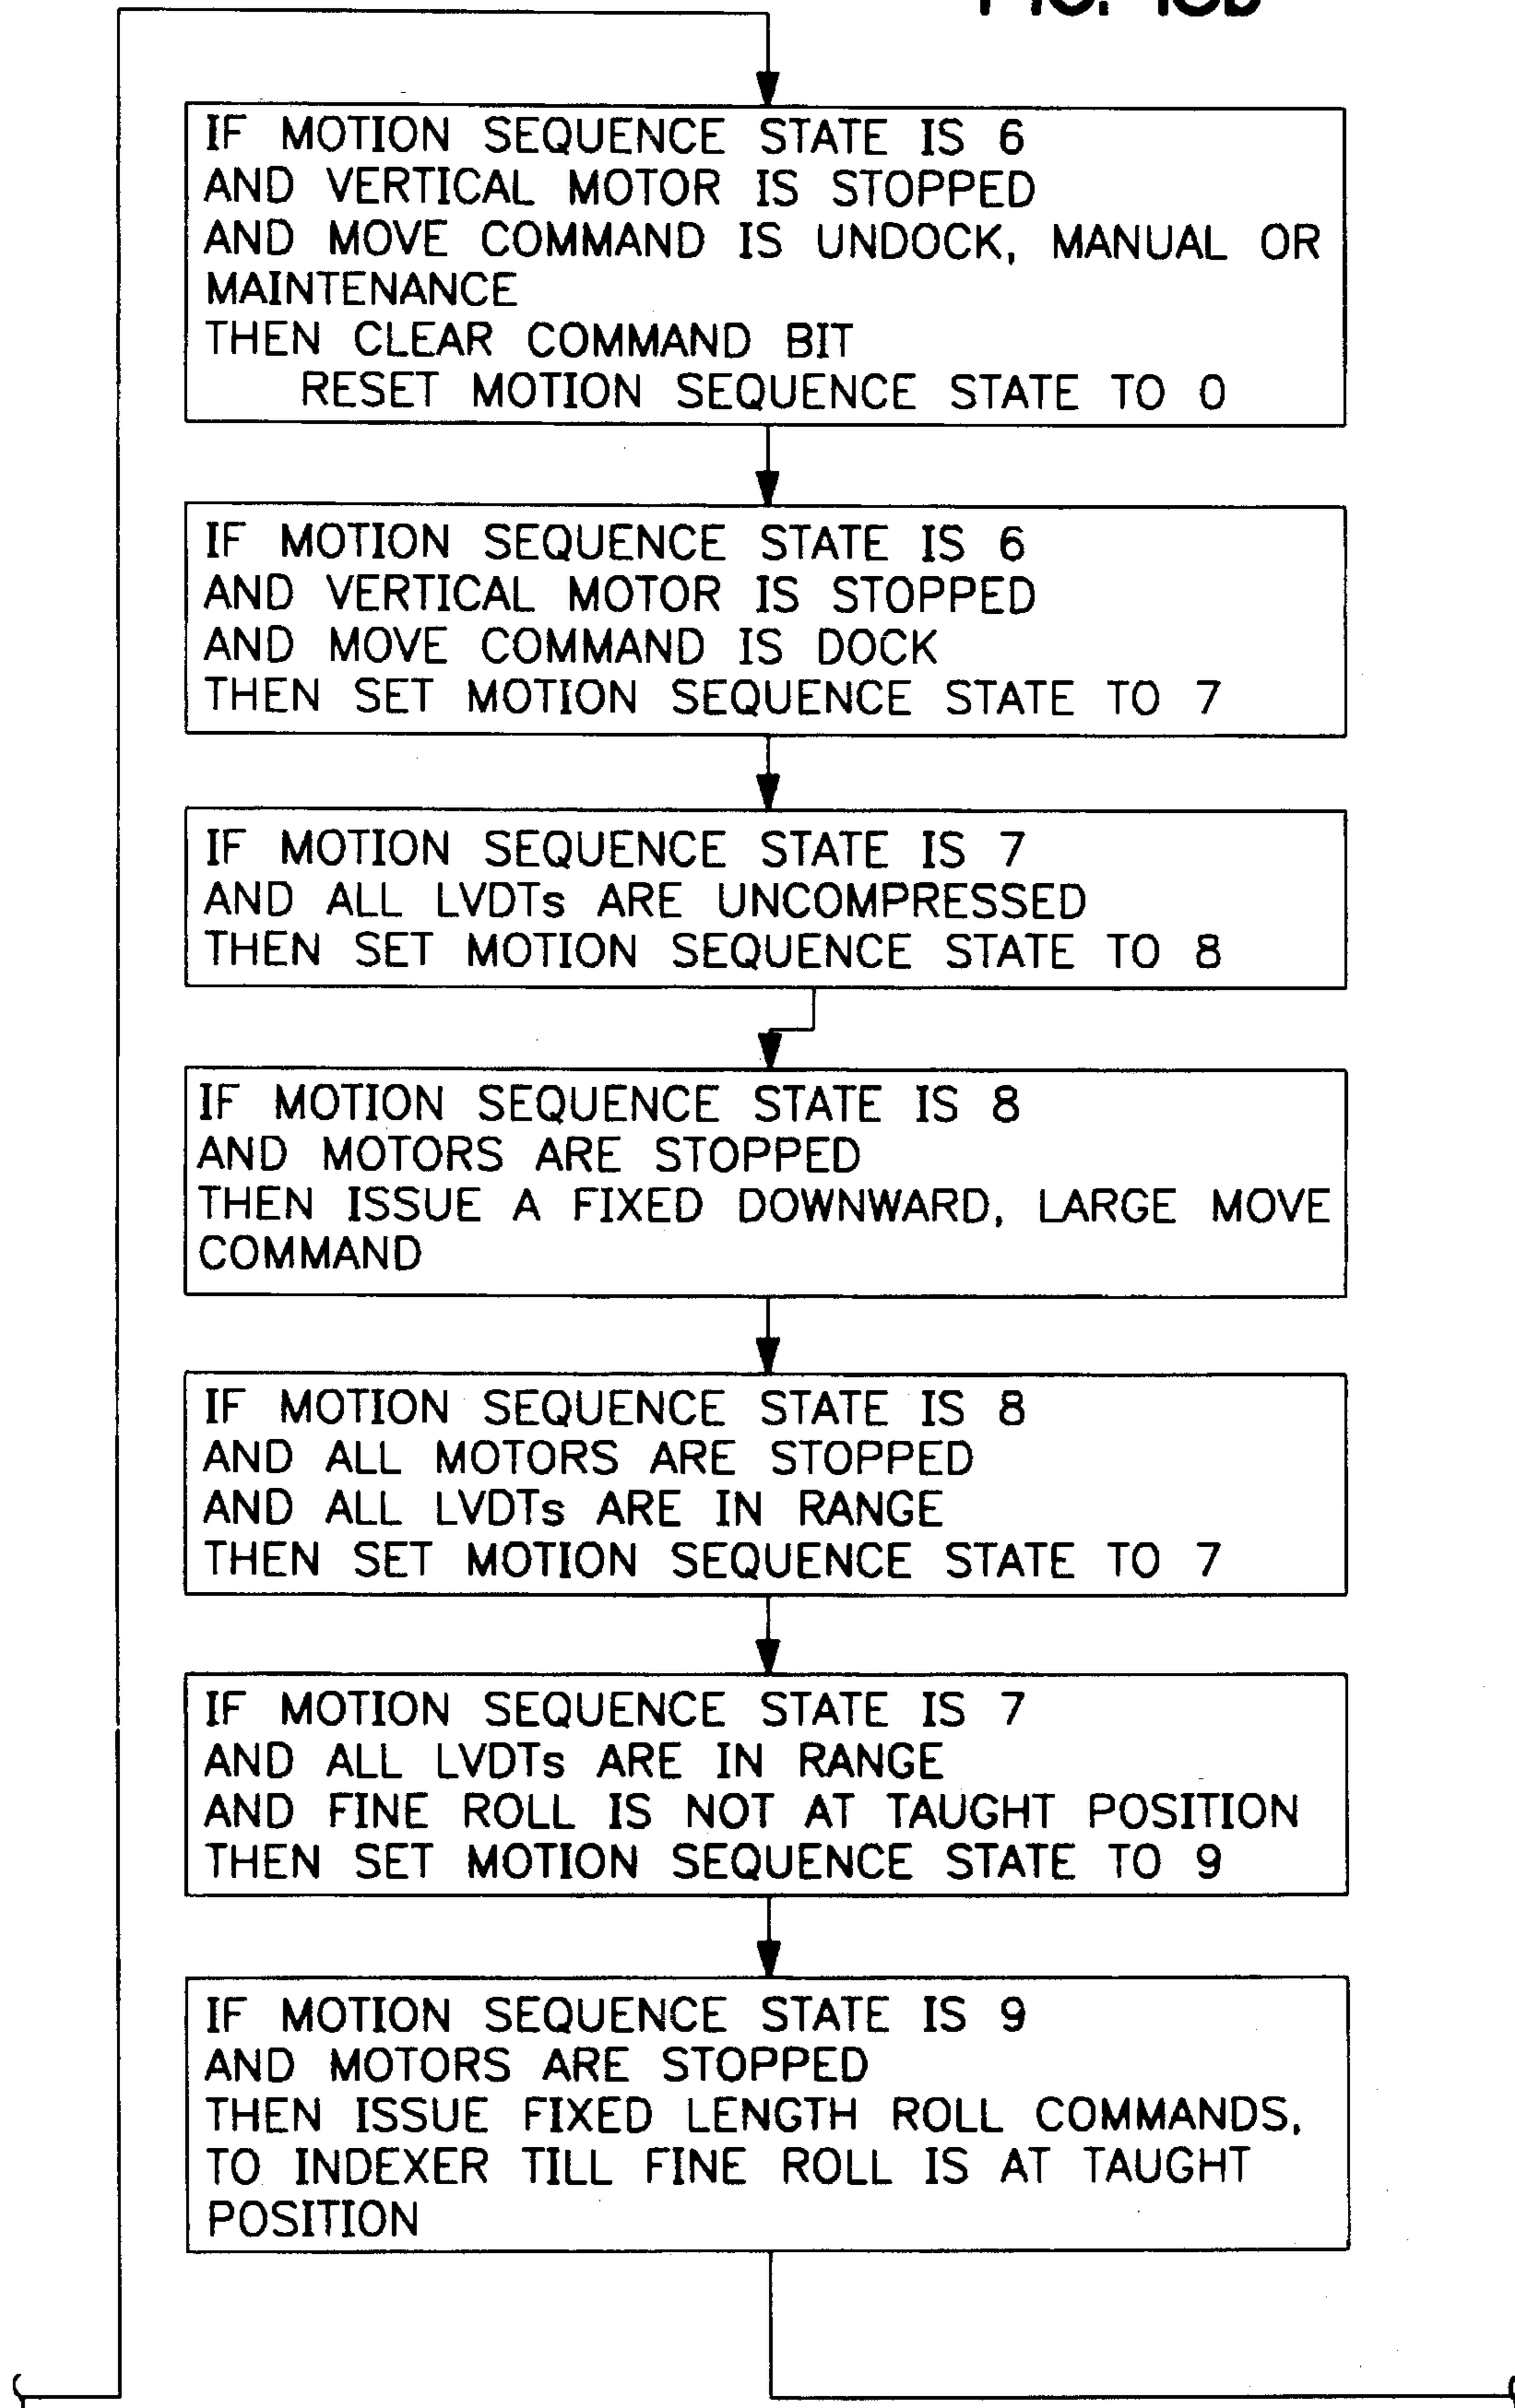 IF MOTION SEQUENCE STATE IS 6
AND VERTICAL MOTOR IS STOPPED
AND MOVE COMMAND IS UNDOCK, MANUAL OR
MAINTENANCE
THEN CLEAR COMMAND BIT
RESET MOTION SEQUENCE STATE TO 0
IF MOTION SEQUENCE STATE IS 6
AND VERTICAL MOTOR IS STOPPED
AND MOVE COMMAND IS DOCK
THEN SET MOTION SEQUENCE STATE TO 7
IF MOTION SEQUENCE STATE IS 7
AND ALL LVDTs ARE UNCOMPRESSED
THEN SET MOTION SEQUENCE STATE TO 8
IF MOTION SEQUENCE STATE IS 8
AND MOTORS ARE STOPPED
THEN ISSUE A FIXED DOWNWARD, LARGE MOVE
COMMAND
IF MOTION SEQUENCE STATE IS 8
AND ALL MOTORS ARE STOPPED
AND ALL LVDTs ARE IN RANGE
THEN SET MOTION SEQUENCE STATE TO 7
IF MOTION SEQUENCE STATE IS 7
AND ALL LVDTs ARE IN RANGE
AND FINE ROLL IS NOT AT TAUGHT POSITION
THEN SET MOTION SEQUENCE STATE TO 9
IF MOTION SEQUENCE STATE IS 9
AND MOTORS ARE STOPPED
THEN ISSUE FIXED LENGTH ROLL COMMANDS,
TO INDEXER TILL FINE ROLL IS AT TAUGHT
POSITION